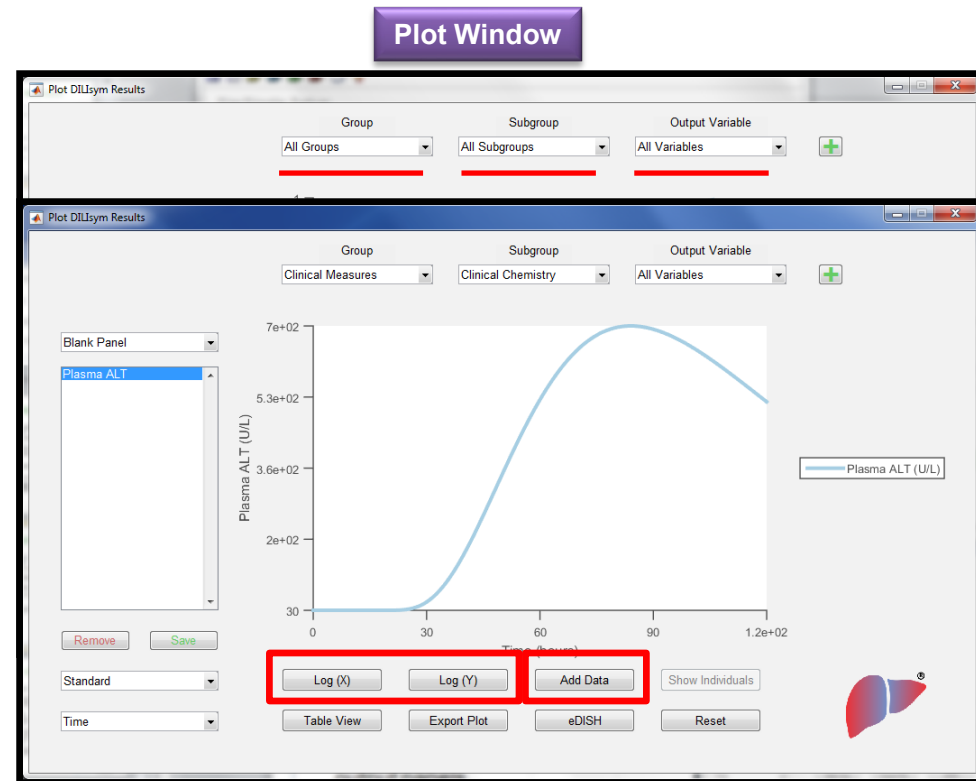 Plot Window
Plot DILIsym Results
Group Subgroup Output Variable
All Groups All Subgroups All Variables
Plot DILIsym Results
Group Subgroup Output Variable
Clinical Measures Clinical Chemistry All Variables
Blank Panel
Plasma ALT
7e+02
5.3e+02
3.6e+02
2e+02
30
Plasma ALT (U/L)
0 30 60 90 1.2e+02
Time (hours)
Plasma ALT (U/L)
Remove Save
Standard
Time
Log (X) Log (Y) Add Data Show Individuals
Table View Export Plot eDISH Reset
®